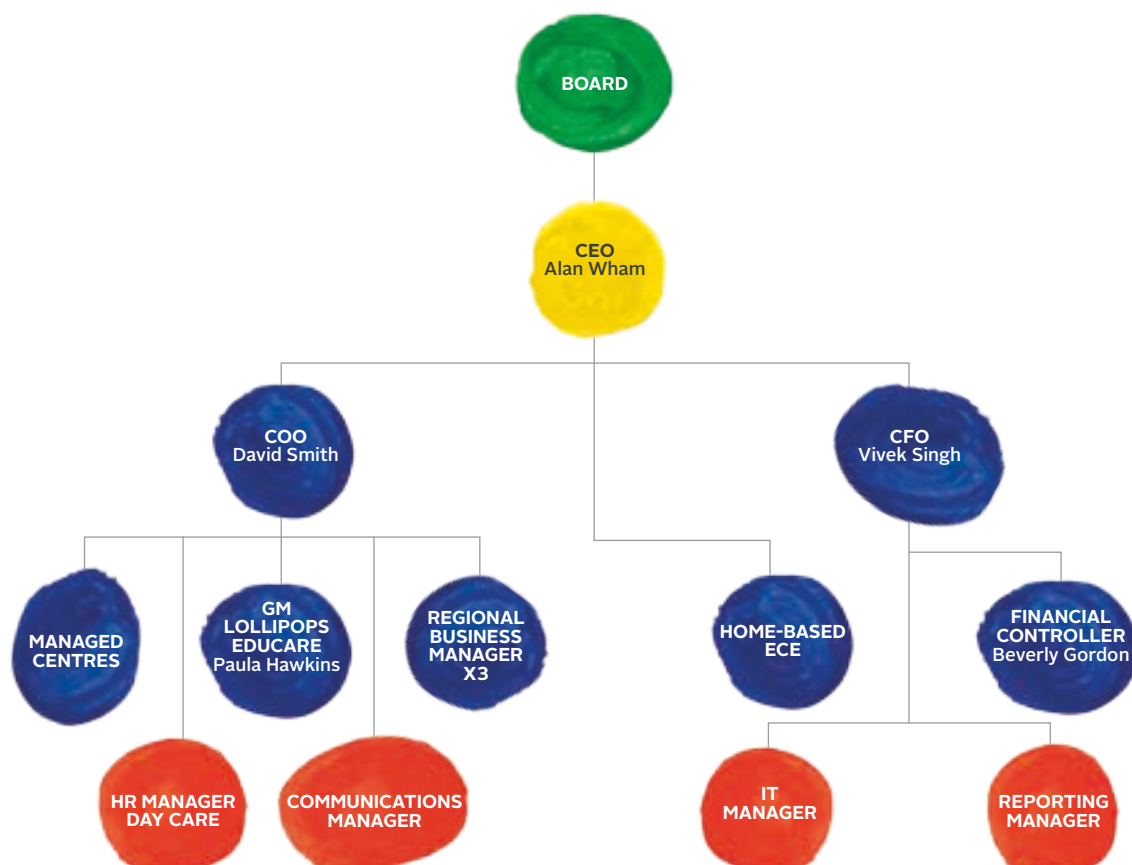 BOARD
CEO
Alan Wham
COO
David Smith
CFO
Vivek Singh
MANAGED
CENTRES
GM
LOLLIPOPS
EDUCARE
Paula Hawkins
REGIONAL
BUSINESS
MANAGER
X3
HOME-BASED
ECE
FINANCIAL
CONTROLLER
Beverly Gordon
HR MANAGER
DAY CARE
COMMUNICATIONS
MANAGER
IT
MANAGER
REPORTING
MANAGER